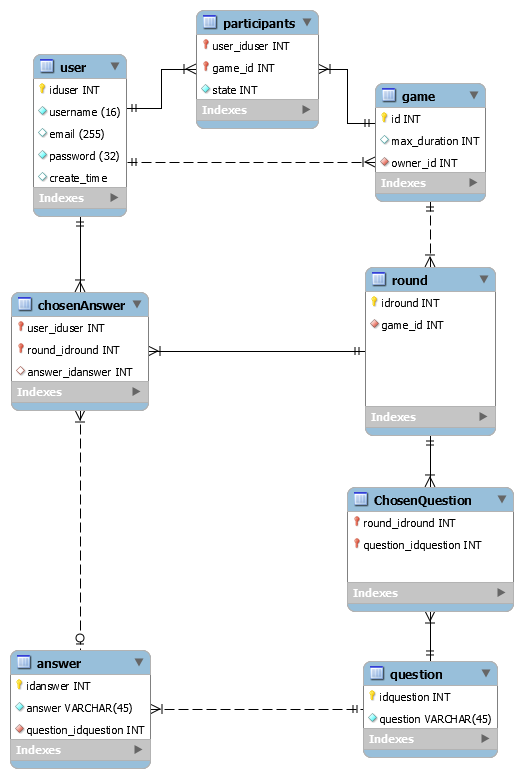 participants
user_iduser INT
game_id INT
state INT
Indexes
user
iduser INT
username (16)
email (255)
password (32)
create_time
Indexes
game
id INT
max_duration INT
owner_id INT
Indexes
round
idround INT
game_id INT
Indexes
chosenAnswer
user_iduser INT
round_idround INT
answer_idanswer INT
Indexes
ChosenQuestion
round_idround INT
question_idquestion INT
Indexes
answer
idanswer INT
answer VARCHAR(45)
question_idquestion INT
Indexes
question
idquestion INT
question VARCHAR(45)
Indexes